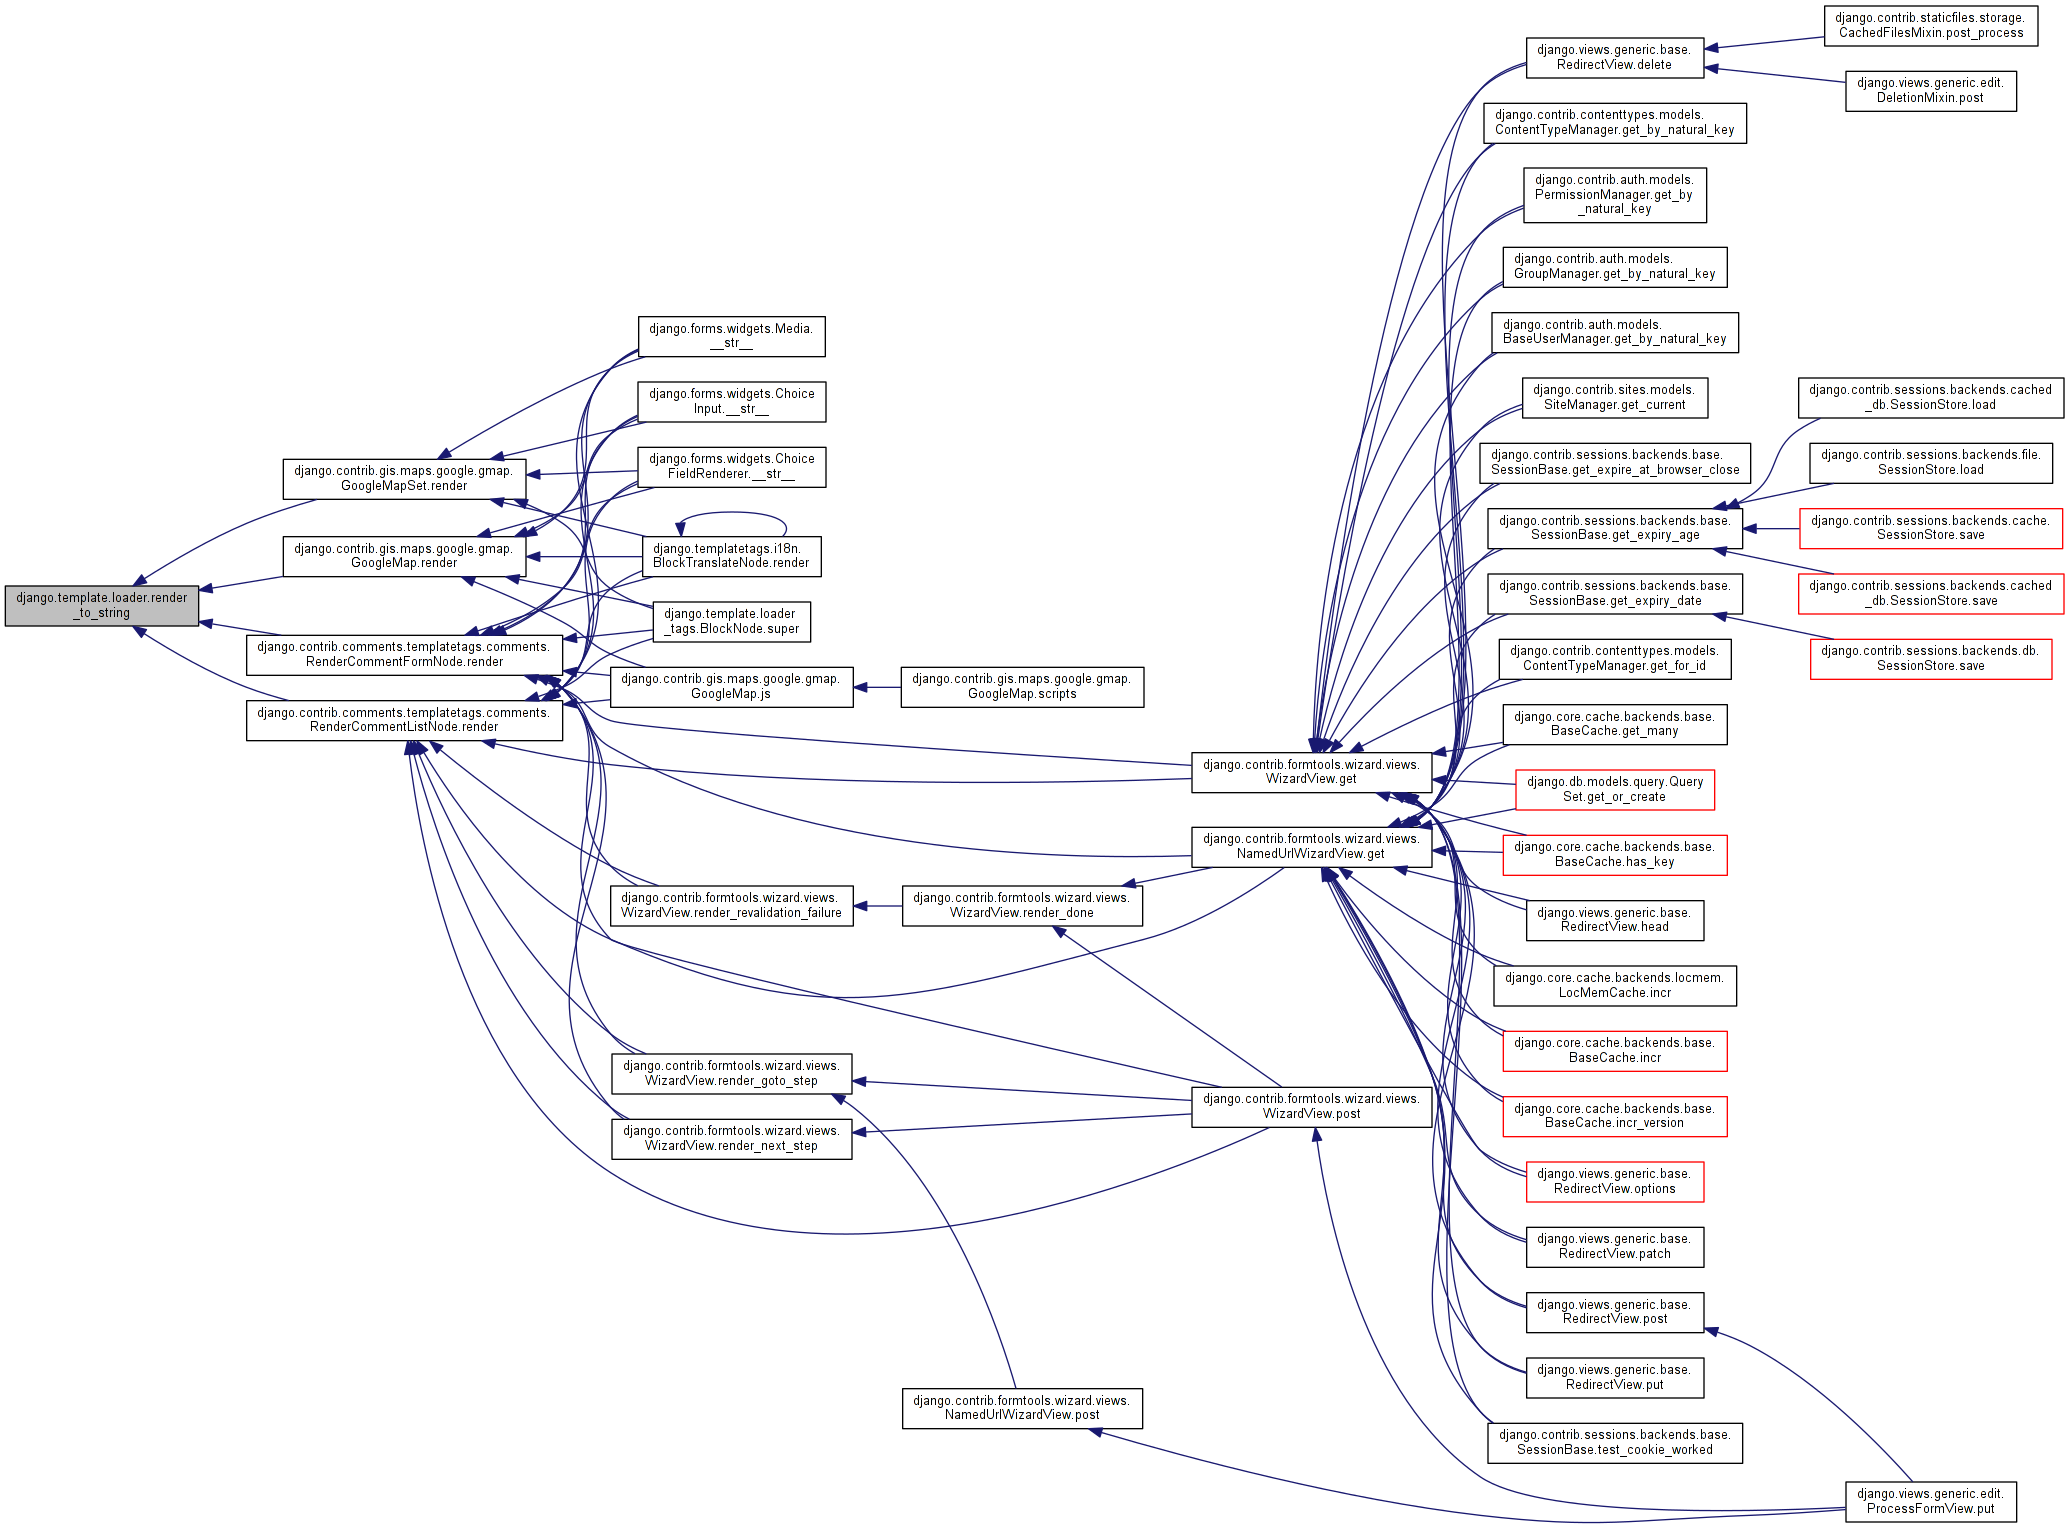 django.template.loader.render
_to_string
django.contrib.gis.maps.google.gmap.
GoogleMapSet.render
django.contrib.gis.maps.google.gmap.
GoogleMap.render
django.contrib.comments.templatetags.comments.
RenderCommentFormNode.render
django.contrib.comments.templatetags.comments.
RenderCommentListNode.render
django.forms.widgets.Media.
__str__
django.forms.widgets.Choice
Input.__str__
django.forms.widgets.Choice
FieldRenderer.__str__
django.templatetags.i18n.
BlockTranslateNode.render
django.template.loader
_tags.BlockNode.super
django.contrib.gis.maps.google.gmap.
GoogleMap.js
django.contrib.formtools.wizard.views.
WizardView.render_revalidation_failure
django.contrib.formtools.wizard.views.
WizardView.render_goto_step
django.contrib.formtools.wizard.views.
WizardView.render_next_step
django.contrib.gis.maps.google.gmap.
GoogleMap.scripts
django.contrib.formtools.wizard.views.
WizardView.render_done
django.contrib.formtools.wizard.views.
NamedUrlWizardView.post
django.contrib.formtools.wizard.views.
WizardView.get
django.contrib.formtools.wizard.views.
NamedUrlWizardView.get
django.contrib.formtools.wizard.views.
WizardView.post
django.views.generic.base.
RedirectView.delete
django.contrib.contenttypes.models.
ContentTypeManager.get_by_natural_key
django.contrib.auth.models.
PermissionManager.get_by
_natural_key
django.contrib.auth.models.
GroupManager.get_by_natural_key
django.contrib.auth.models.
BaseUserManager.get_by_natural_key
django.contrib.sites.models.
SiteManager.get_current
django.contrib.sessions.backends.base.
SessionBase.get_expire_at_browser_close
django.contrib.sessions.backends.base.
SessionBase.get_expiry_age
django.contrib.sessions.backends.base.
SessionBase.get_expiry_date
django.contrib.contenttypes.models.
ContentTypeManager.get_for_id
django.core.cache.backends.base.
BaseCache.get_many
django.db.models.query.Query
Set.get_or_create
django.core.cache.backends.base.
BaseCache.has_key
django.views.generic.base.
RedirectView.head
django.core.cache.backends.locmem.
LocMemCache.incr
django.core.cache.backends.base.
BaseCache.incr
django.core.cache.backends.base.
BaseCache.incr_version
django.views.generic.base.
RedirectView.options
django.views.generic.base.
RedirectView.patch
django.views.generic.base.
RedirectView.post
django.views.generic.base.
RedirectView.put
django.contrib.sessions.backends.base.
SessionBase.test_cookie_worked
django.contrib.staticfiles.storage.
CachedFilesMixin.post_process
django.views.generic.edit.
DeletionMixin.post
django.contrib.sessions.backends.cached
_db.SessionStore.load
django.contrib.sessions.backends.file.
SessionStore.load
django.contrib.sessions.backends.cache.
SessionStore.save
django.contrib.sessions.backends.cached
_db.SessionStore.save
django.contrib.sessions.backends.db.
SessionStore.save
django.views.generic.edit.
ProcessFormView.put